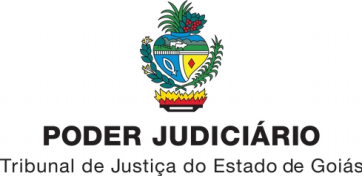 PODER JUDICIÁRIO
Tribunal de Justiça do Estado de Goiás